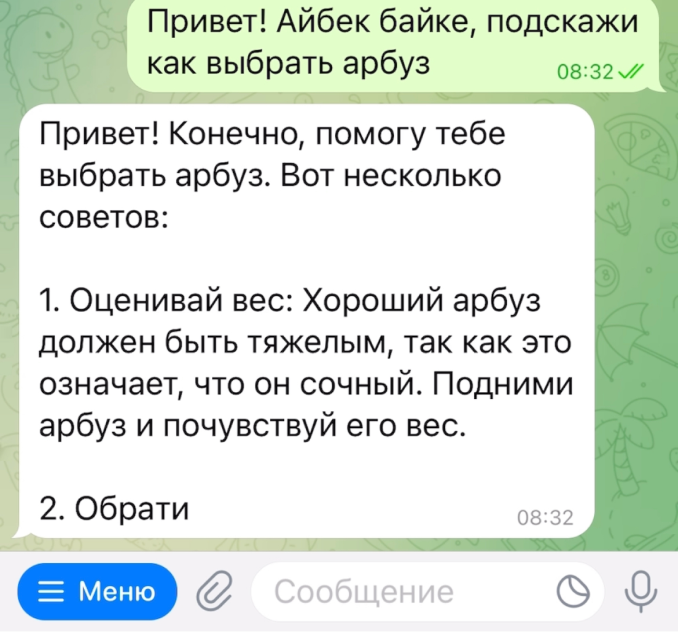 Привет! Айбек байке, подскажи
как выбрать арбуз
08:32
Привет! Конечно, помогу тебе
выбрать арбуз. Вот несколько
советов:
1. Оценивай вес: Хороший арбуз
должен быть тяжелым, так как это
означает, что он сочный. Подними
арбуз и почувствуй его вес.
2. Обрати
08:32
Меню
Сообщение